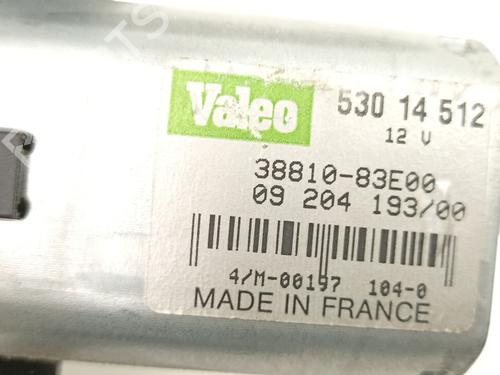 Valeo
530 14 512
12 V
38810-83E00
09 204 193/00
4/M-00197 104-0
MADE IN FRANCE